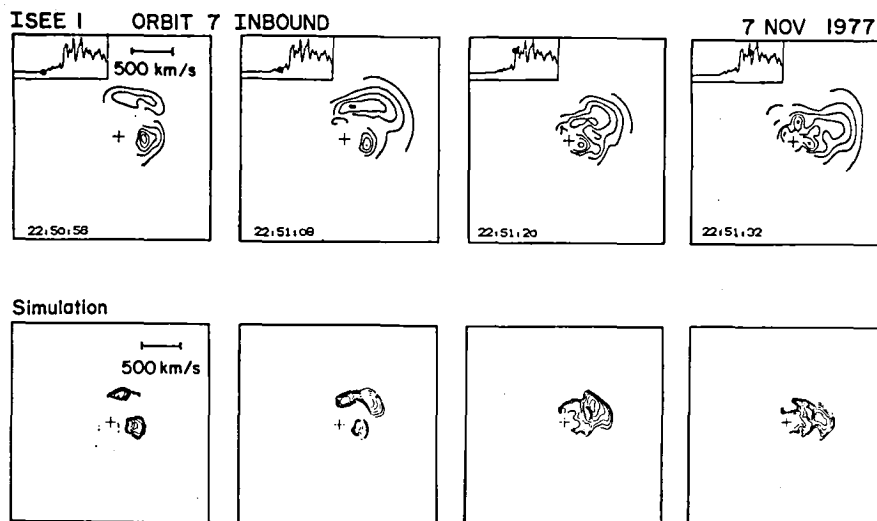 ISEE 1 ORBIT 7 INBOUND 7 NOV 1977
500 km/s
22:50:58 22:51:08 22:51:20 22:51:32
Simulation
500 km/s